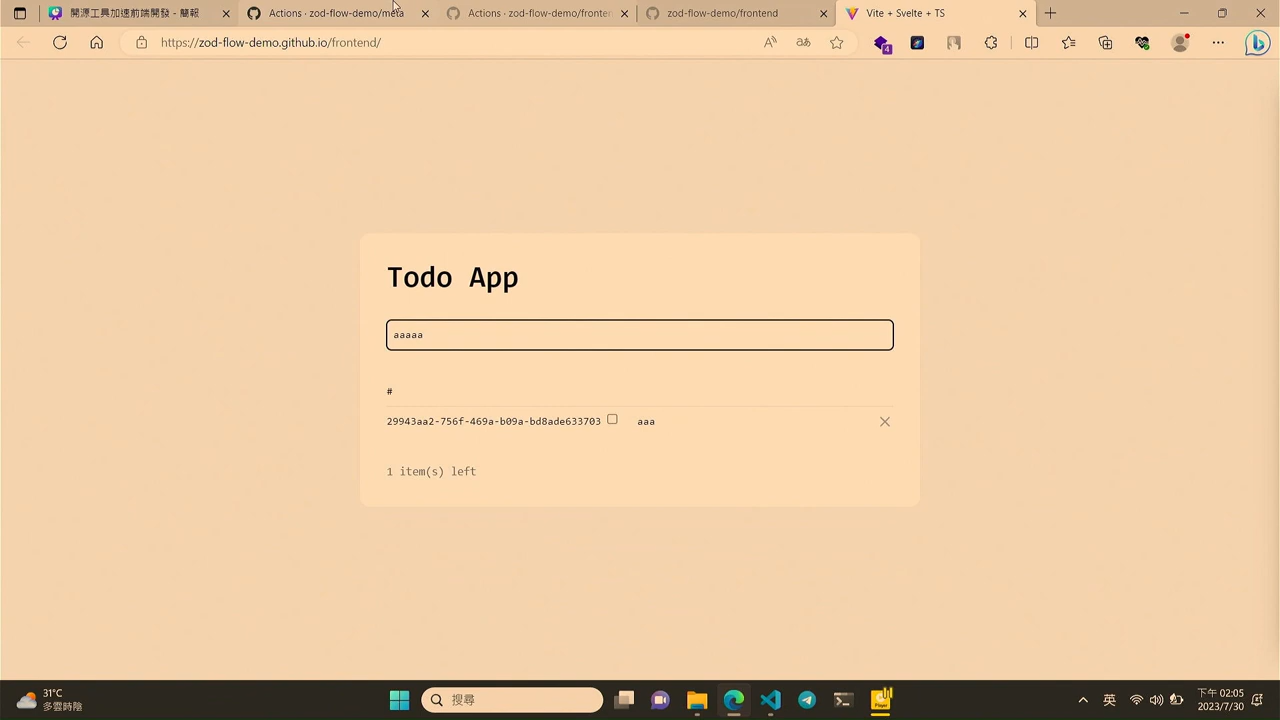 開源工具加速前端開發 - 簡報
Actions · zod-flow-demo/meta
Actions · zod-flow-demo/fronten
zod-flow-demo/frontend
Vite + Svelte + TS
https://zod-flow-demo.github.io/frontend/
4
Todo App
aaaaa
#
29943aa2-756f-469a-b09a-bd8ade633703 aaa
1 item(s) left
31°C
多雲時陰
搜尋
英
下午 02:05
2023/7/30